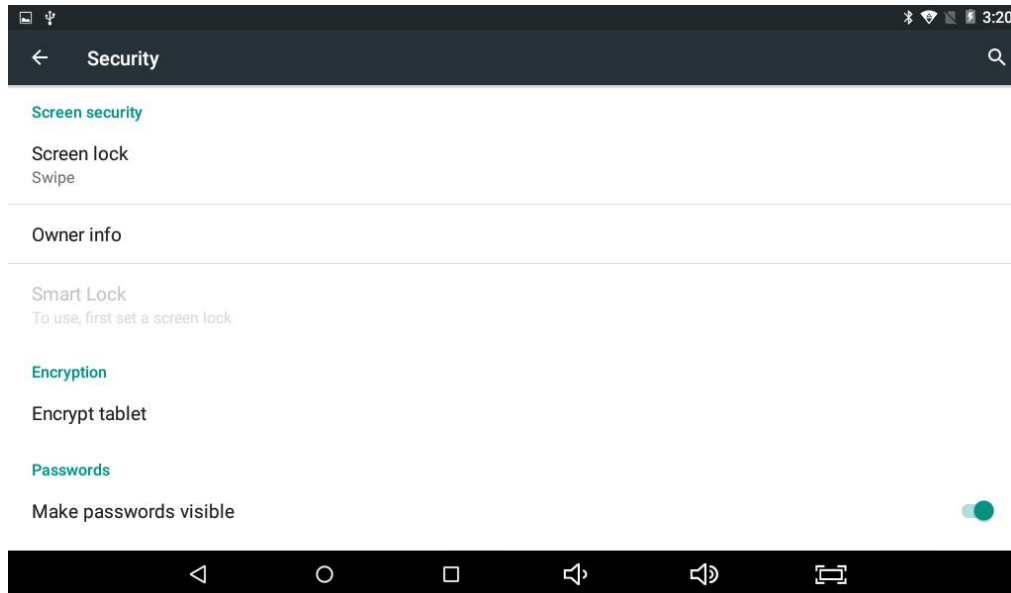 3:20
Security
Screen security
Screen lock
Swipe
Owner info
Smart Lock
To use, first set a screen lock
Encryption
Encrypt tablet
Passwords
Make passwords visible